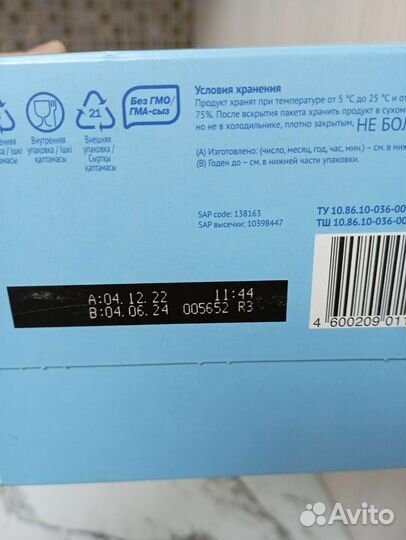 Без ГМО/
ГМА-сыз
21
Внутренняя
упаковка / Ішкі
қаптамасы
Внешняя
упаковка /
Сыртқы
қаптамасы
Условия хранения
Продукт хранят при температуре от 5 °C до 25 °C и от
75%. После вскрытия пакета хранить продукт в сухом
но не в холодильнике, плотно закрытым, НЕ БОЛ
(A) Изготовлено: (число, месяц, год, час, мин.) – см. в ниж
(B) Годен до – см. в нижней части упаковки.
SAP code: 138163
SAP высечки: 10398447
ТУ 10.86.10-036-00
ТШ 10.86.10-036-00
A:04.12.22 11:44
B:04.06.24 005652 R3
4 600209 01
Avito